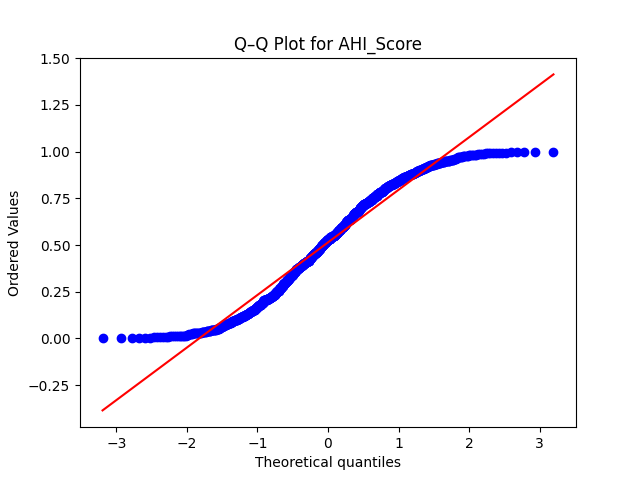 Q–Q Plot for AHI_Score
1.50
1.25
1.00
0.75
0.50
0.25
0.00
−0.25
Ordered Values
−3 −2 −1 0 1 2 3
Theoretical quantiles